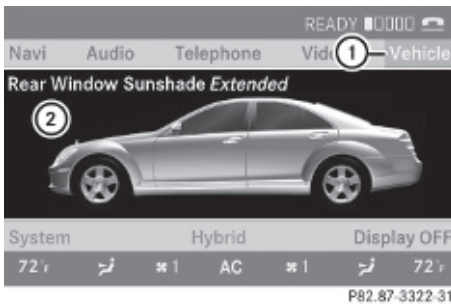 READY
Navi Audio Telephone Vid 1 Vehicle
Rear Window Sunshade Extended
2
System Hybrid Display OFF
72°F 1 AC 1 72°F
P82.87-3322-31